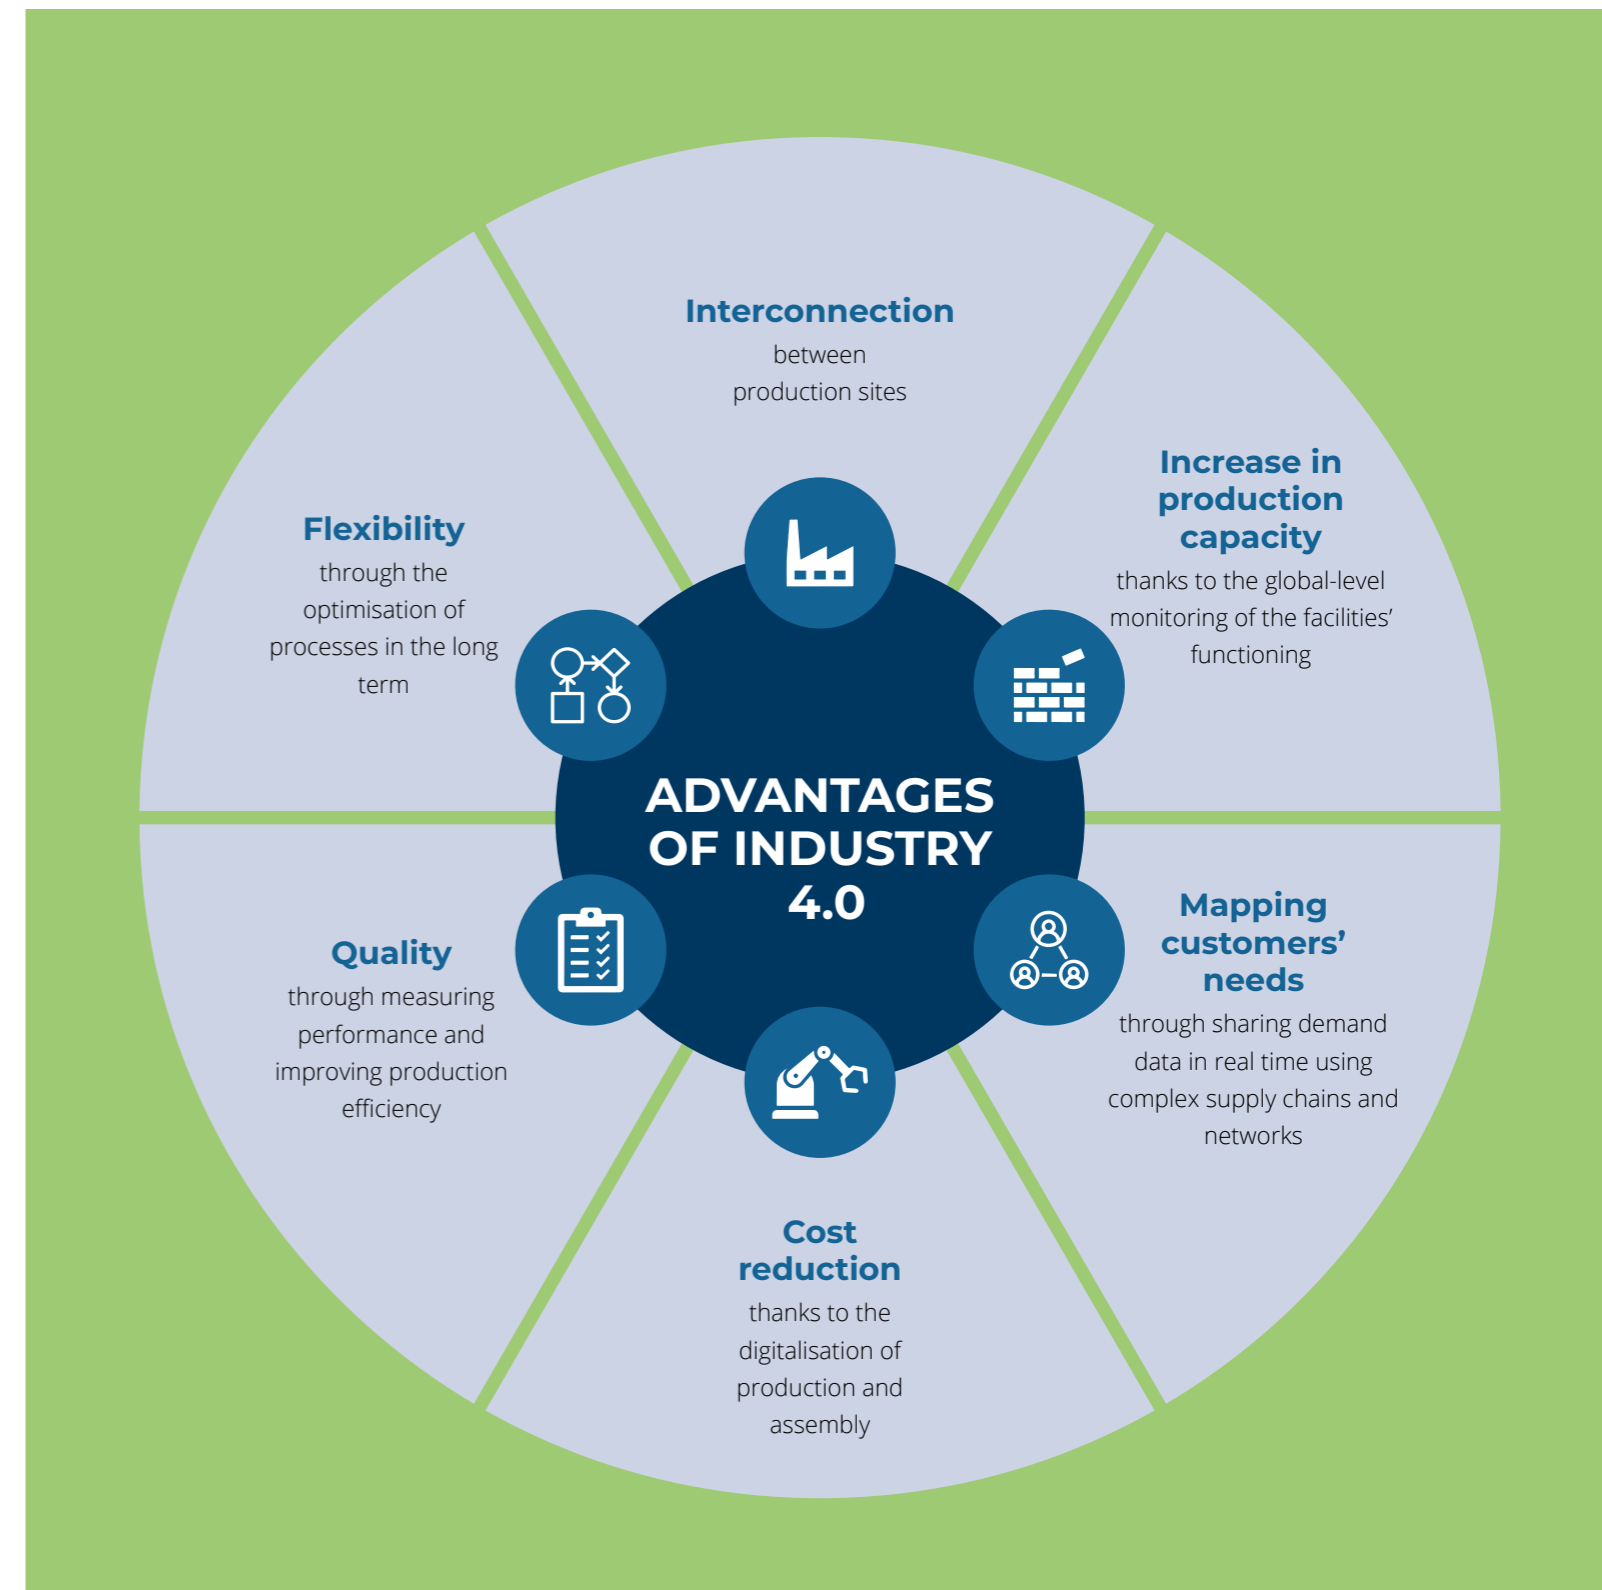 Interconnection
between
production sites
Increase in
production
capacity
thanks to the global-level
monitoring of the facilities’
functioning
Mapping
customers’
needs
through sharing demand
data in real time using
complex supply chains and
networks
Cost
reduction
thanks to the
digitalisation of
production and
assembly
Quality
through measuring
performance and
improving production
efficiency
Flexibility
through the
optimisation of
processes in the long
term
ADVANTAGES
OF INDUSTRY
4.0